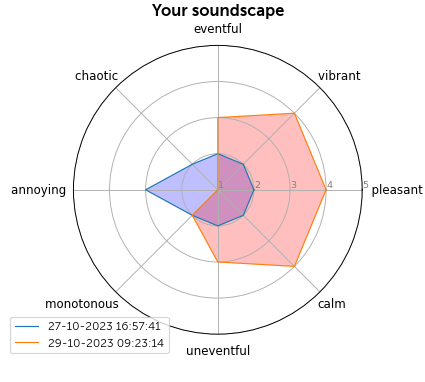 Your soundscape
eventful
chaotic
vibrant
annoying
1
2
3
4
5
pleasant
monotonous
calm
27-10-2023 16:57:41
29-10-2023 09:23:14
uneventful